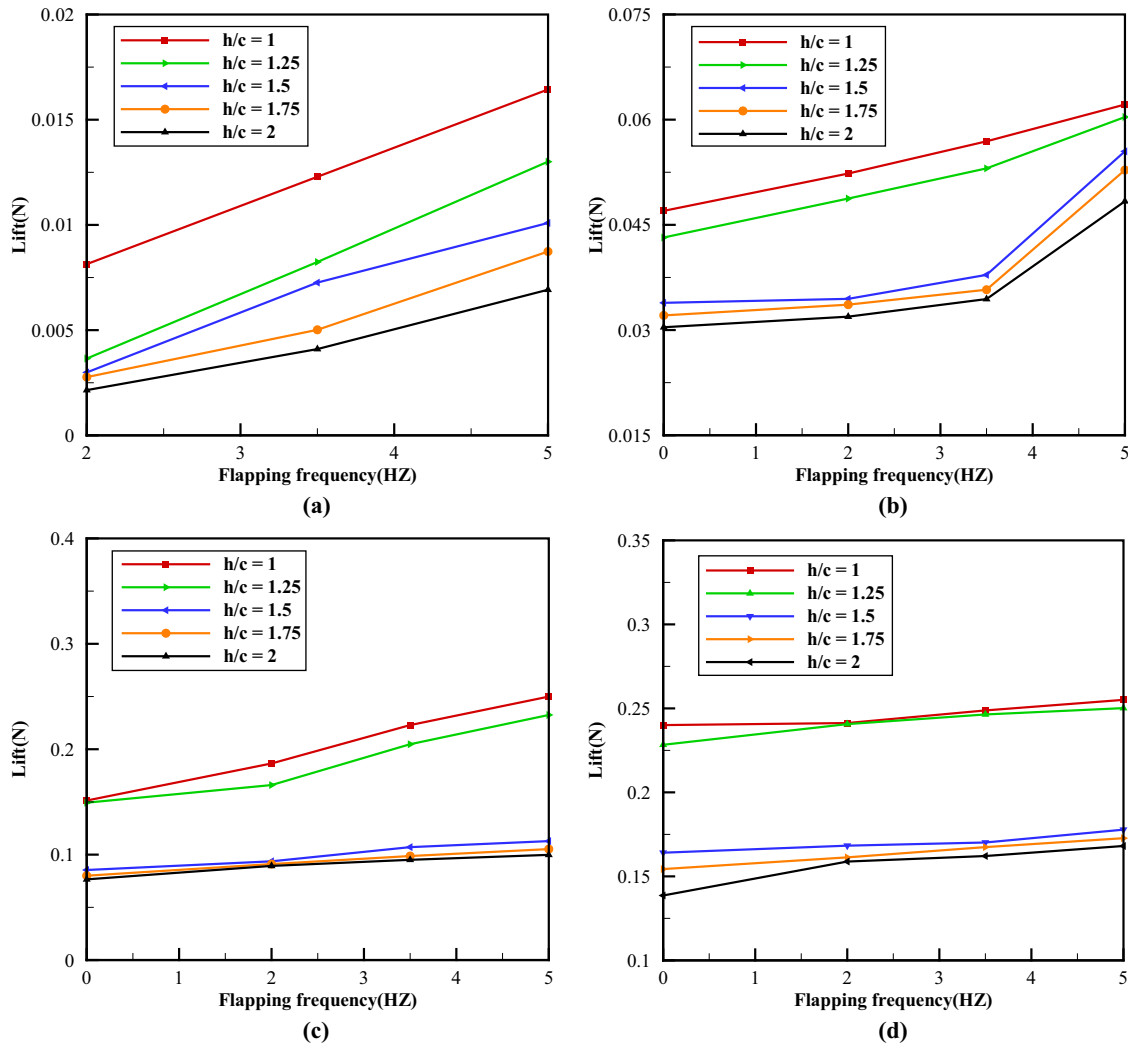 0.02
0.015
0.01
0.005
0
Lift(N)
h/c = 1
h/c = 1.25
h/c = 1.5
h/c = 1.75
h/c = 2
2
3
4
5
Flapping frequency(HZ)
(a)
0.075
0.06
0.045
0.03
0.015
Lift(N)
h/c = 1
h/c = 1.25
h/c = 1.5
h/c = 1.75
h/c = 2
0
1
2
3
4
5
Flapping frequency(HZ)
(b)
0.4
0.3
0.2
0.1
0
Lift(N)
h/c = 1
h/c = 1.25
h/c = 1.5
h/c = 1.75
h/c = 2
0
1
2
3
4
5
Flapping frequency(HZ)
(c)
0.35
0.3
0.25
0.2
0.15
0.1
Lift(N)
h/c = 1
h/c = 1.25
h/c = 1.5
h/c = 1.75
h/c = 2
0
1
2
3
4
5
Flapping frequency(HZ)
(d)